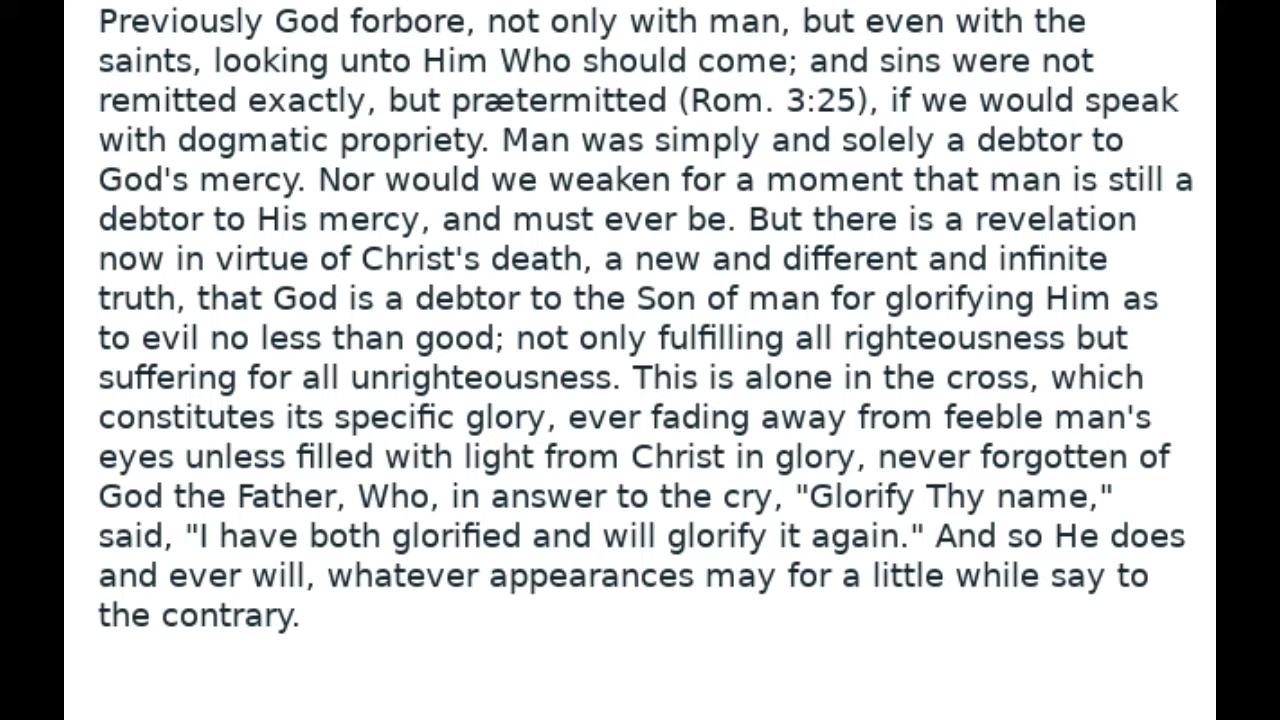 Previously God forbore, not only with man, but even with the
saints, looking unto Him Who should come; and sins were not
remitted exactly, but prætermitted (Rom. 3:25), if we would speak
with dogmatic propriety. Man was simply and solely a debtor to
God's mercy. Nor would we weaken for a moment that man is still a
debtor to His mercy, and must ever be. But there is a revelation
now in virtue of Christ's death, a new and different and infinite
truth, that God is a debtor to the Son of man for glorifying Him as
to evil no less than good; not only fulfilling all righteousness but
suffering for all unrighteousness. This is alone in the cross, which
constitutes its specific glory, ever fading away from feeble man's
eyes unless filled with light from Christ in glory, never forgotten of
God the Father, Who, in answer to the cry, "Glorify Thy name,"
said, "I have both glorified and will glorify it again." And so He does
and ever will, whatever appearances may for a little while say to
the contrary.